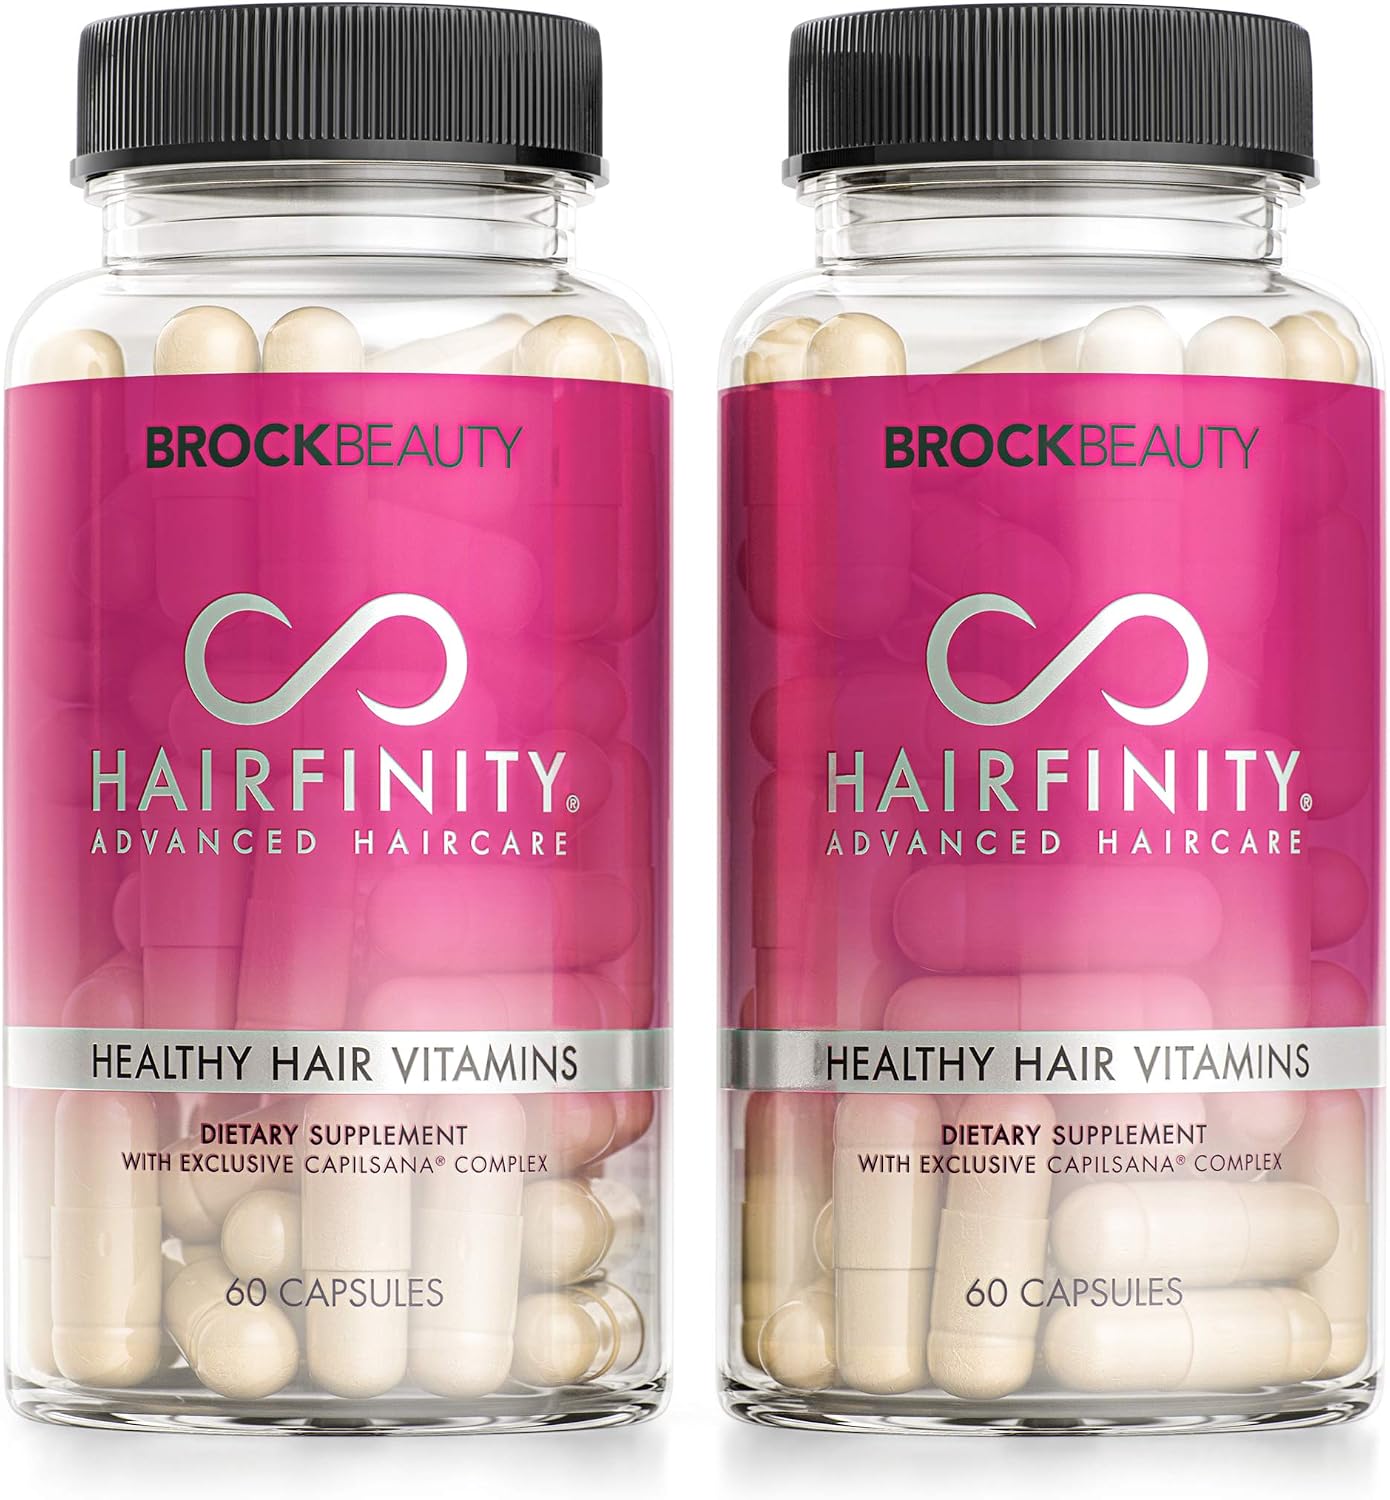 BROCKBEAUTY
HAIRFINITY®
ADVANCED HAIRCARE
HEALTHY HAIR VITAMINS
DIETARY SUPPLEMENT
WITH EXCLUSIVE CAPILSANA® COMPLEX
60 CAPSULES
BROCKBEAUTY
HAIRFINITY®
ADVANCED HAIRCARE
HEALTHY HAIR VITAMINS
DIETARY SUPPLEMENT
WITH EXCLUSIVE CAPILSANA® COMPLEX
60 CAPSULES